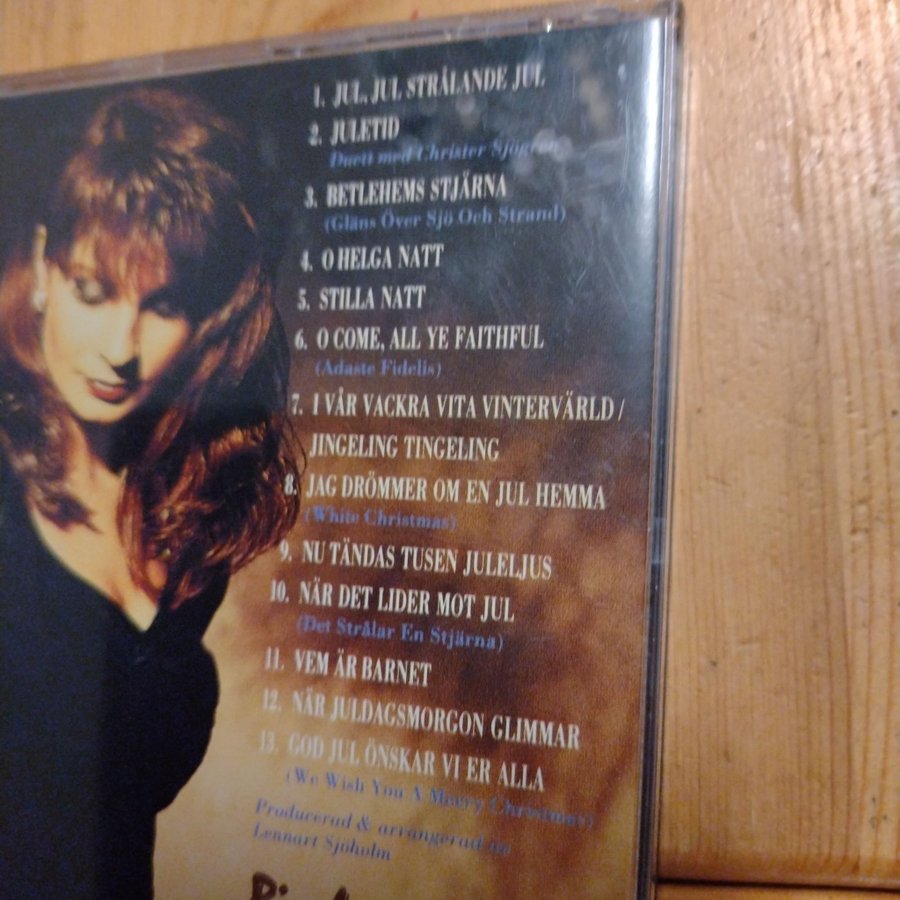 1. JUL, JUL STRÅLANDE JUL
2. JULETID
Duett med Christer Sjögren
3. BETLEHEMS STJÄRNA
(Gläns Över Sjö Och Strand)
4. O HELGA NATT
5. STILLA NATT
6. O COME, ALL YE FAITHFUL
(Adaste Fidelis)
7. I VÅR VACKRA VITA VINTERVÄRLD /
JINGELING TINGELING
8. JAG DRÖMMER OM EN JUL HEMMA
(White Christmas)
9. NU TÄNDAS TUSEN JULELJUS
10. NÄR DET LIDER MOT JUL
(Det Strålar En Stjärna)
11. VEM ÄR BARNET
12. NÄR JULDAGSMORGON GLIMMAR
13. GOD JUL ÖNSKAR VI ER ALLA
(We Wish You A Merry Christmas)
Producerad & arrangerad av
Lennart Sjöholm